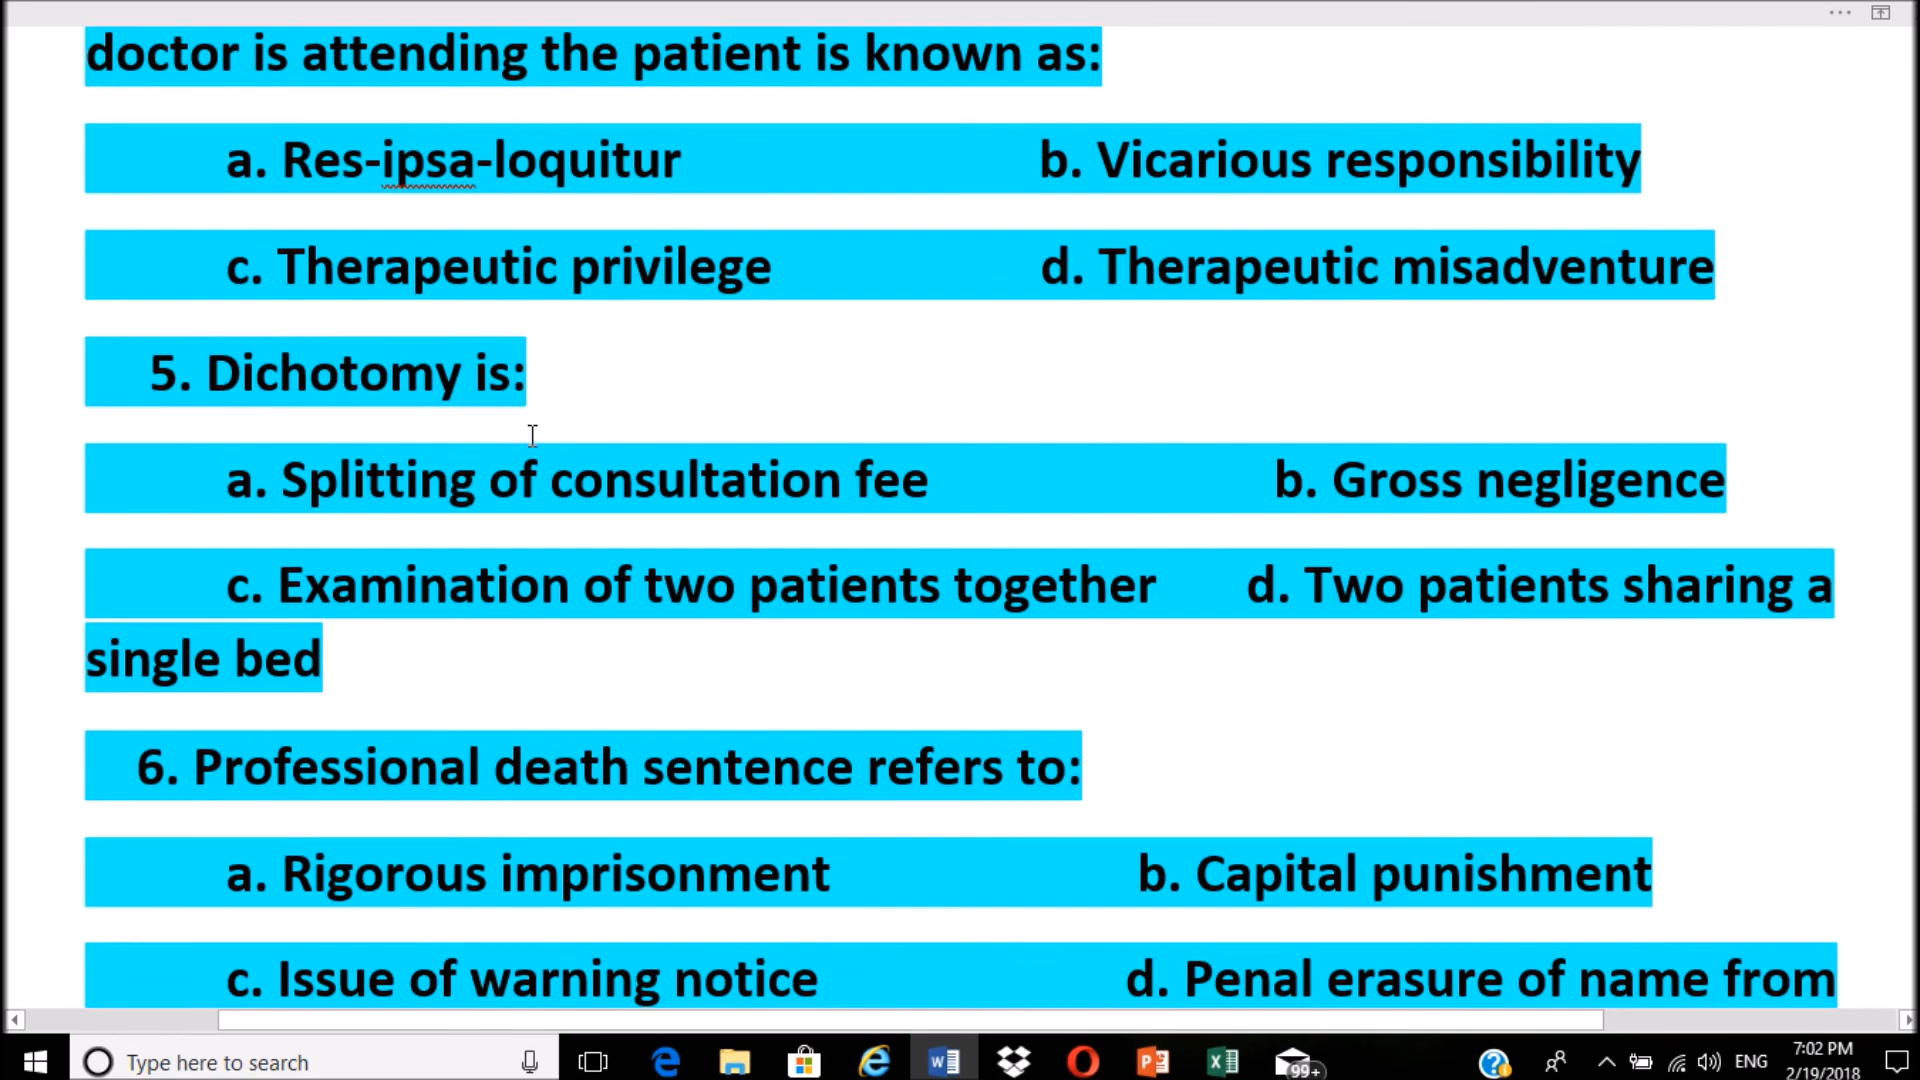 doctor is attending the patient is known as:
a. Res-ipsa-loquitur b. Vicarious responsibility
c. Therapeutic privilege d. Therapeutic misadventure
5. Dichotomy is:
a. Splitting of consultation fee b. Gross negligence
c. Examination of two patients together d. Two patients sharing a
single bed
6. Professional death sentence refers to:
a. Rigorous imprisonment b. Capital punishment
c. Issue of warning notice d. Penal erasure of name from
Type here to search 99+ ENG 7:02 PM
2/19/2018